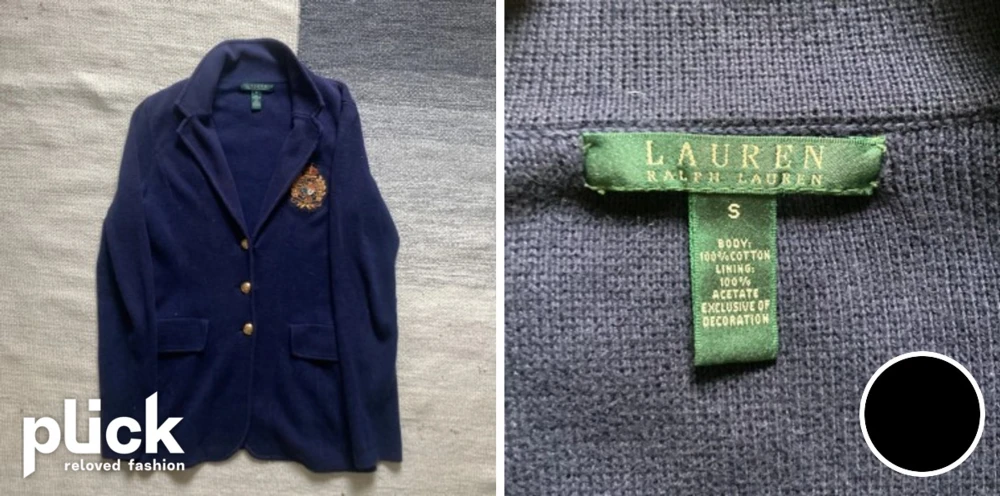 plick
reloved fashion
LAUREN
RALPH LAUREN
S
BODY:
100% COTTON
LINING:
100%
ACETATE
EXCLUSIVE OF
DECORATION